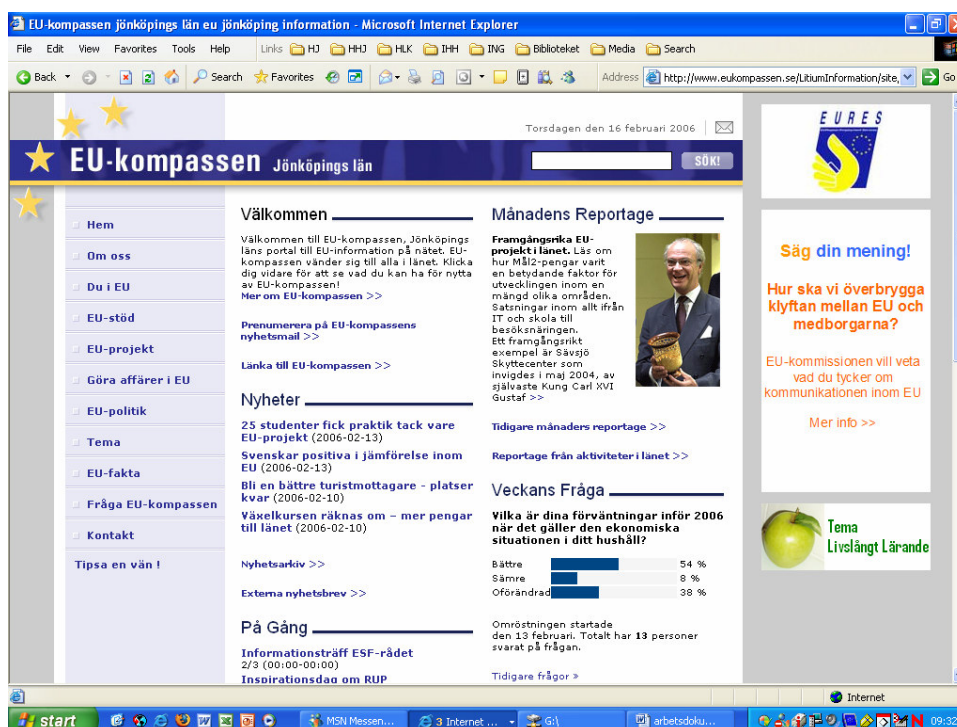 EU-kompassen jönköpings län eu jönköping information - Microsoft Internet Explorer
File Edit View Favorites Tools Help Links HJ HHJ HLK IHH ING Biblioteket Media Search
Back Search Favorites Address http://www.eukompassen.se/LitiumInformation/site, Go
Torsdagen den 16 februari 2006
EU-kompassen Jönköpings län
SÖK!
Hem
Om oss
Du i EU
EU-stöd
EU-projekt
Göra affärer i EU
EU-politik
Tema
EU-fakta
Fråga EU-kompassen
Kontakt
Tipsa en vän !
Välkommen
Välkommen till EU-kompassen, Jönköpings
läns portal till EU-information på nätet. EU-
kompassen vänder sig till alla i länet. Klicka
dig vidare för att se vad du kan ha för nytta
av EU-kompassen!
Mer om EU-kompassen >>
Prenumerera på EU-kompassens
nyhetsmail >>
Länka till EU-kompassen >>
Nyheter
25 studenter fick praktik tack vare
EU-projekt (2006-02-13)
Svenskar positiva i jämförelse inom
EU (2006-02-13)
Bli en bättre turistmottagare - platser
kvar (2006-02-10)
Växelkursen räknas om – mer pengar
till länet (2006-02-10)
Nyhetsarkiv >>
Externa nyhetsbrev >>
På Gång
Informationsträff ESF-rådet
2/3 (00:00-00:00)
Inspirationsdag om RUP
Månadens Reportage
Framgångsrika EU-
projekt i länet. Läs om
hur Mål2-pengar varit
en betydande faktor för
utvecklingen inom en
mängd olika områden.
Satsningar inom allt ifrån
IT och skola till
besöksnäringen.
Ett framgångsrikt
exempel är Sävsjö
Skyttecenter som
invigdes i maj 2004, av
självaste Kung Carl XVI
Gustaf >>
Tidigare månaders reportage >>
Reportage från aktiviteter i länet >>
Veckans Fråga
Vilka är dina förväntningar inför 2006
när det gäller den ekonomiska
situationen i ditt hushåll?
Bättre 54 %
Sämre 8 %
Oförändrad 38 %
Omröstningen startade
den 13 februari. Totalt har 13 personer
svarat på frågan.
Tidigare frågor »
EURES
Säg din mening!
Hur ska vi överbrygga
klyftan mellan EU och
medborgarna?
EU-kommissionen vill veta
vad du tycker om
kommunikationen inom EU
Mer info >>
Tema
Livslångt Lärande
Internet
start MSN Messen... 3 Internet ... G:\ arbetsdoku... 09:32